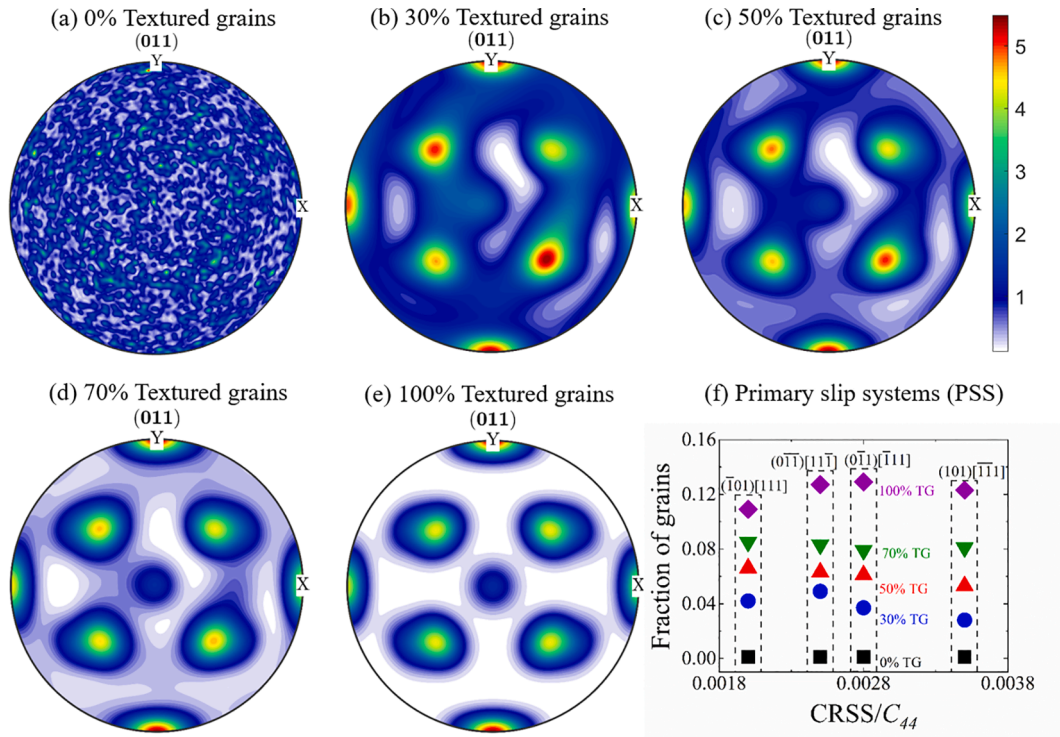 (a) 0% Textured grains
(011)
Y
X
(b) 30% Textured grains
(011)
Y
X
(c) 50% Textured grains
(011)
Y
X
5
4
3
2
1
(d) 70% Textured grains
(011)
Y
X
(e) 100% Textured grains
(011)
Y
X
(f) Primary slip systems (PSS)
Fraction of grains
0.16
0.12
0.08
0.04
0.00
(1̅01)[111]
(01̅1̅)[111̅]
(01̅1)[1̅11]
(101)[1̅1̅1]
100% TG
70% TG
50% TG
30% TG
0% TG
0.0018
0.0028
0.0038
CRSS/C₄₄